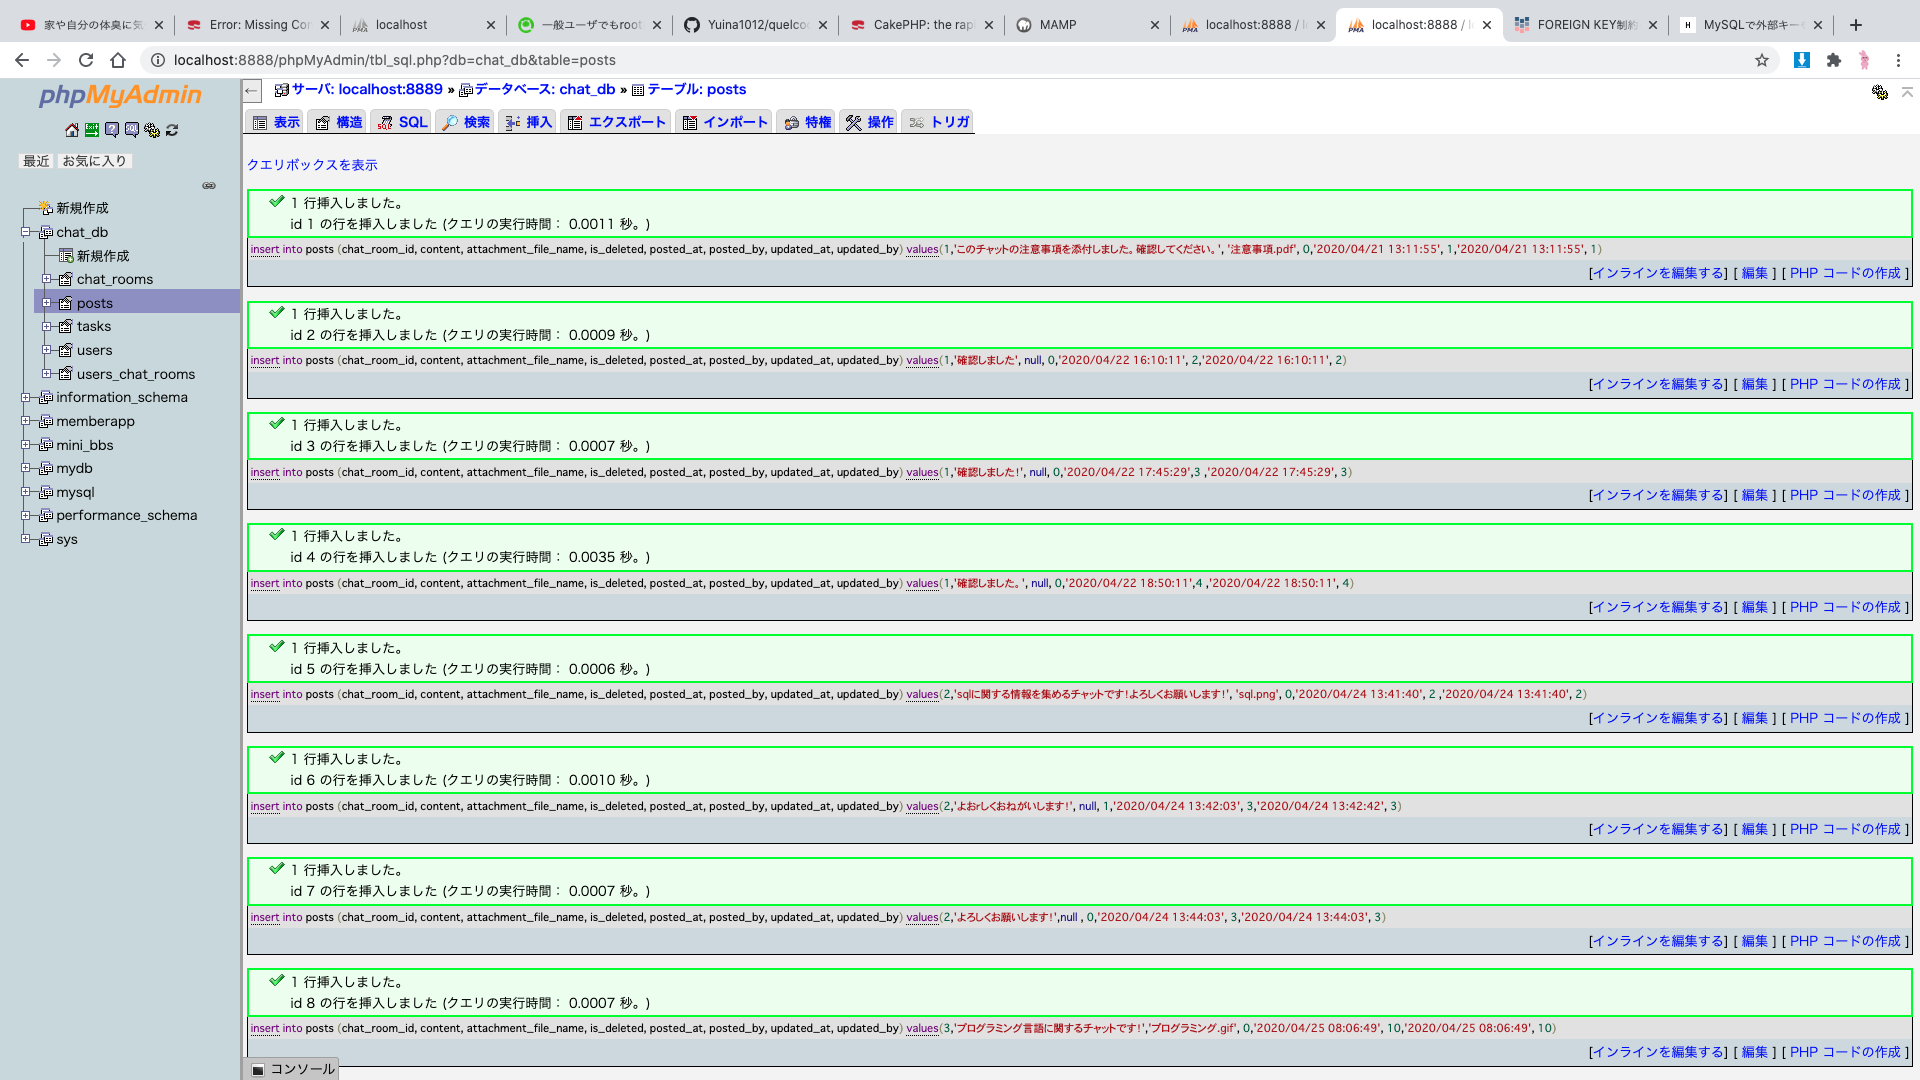 家や自分の体臭に気
Error: Missing Cor
localhost
一般ユーザでもroot
Yuina1012/quelcod
CakePHP: the rap
MAMP
localhost:8888 / lo
localhost:8888 / lo
FOREIGN KEY制約
MySQLで外部キーを
localhost:8888/phpMyAdmin/tbl_sql.php?db=chat_db&table=posts
phpMyAdmin
最近 お気に入り
新規作成
chat_db
新規作成
chat_rooms
posts
tasks
users
users_chat_rooms
information_schema
memberapp
mini_bbs
mydb
mysql
performance_schema
sys
サーバ: localhost:8889 » データベース: chat_db » テーブル: posts
表示 構造 SQL 検索 挿入 エクスポート インポート 特権 操作 トリガ
クエリボックスを表示
1 行挿入しました。
id 1 の行を挿入しました (クエリの実行時間： 0.0011 秒。)
insert into posts (chat_room_id, content, attachment_file_name, is_deleted, posted_at, posted_by, updated_at, updated_by) values(1,'このチャットの注意事項を添付しました。確認してください。', '注意事項.pdf', 0,'2020/04/21 13:11:55', 1,'2020/04/21 13:11:55', 1)
[インラインを編集する] [ 編集 ] [ PHP コードの作成 ]
1 行挿入しました。
id 2 の行を挿入しました (クエリの実行時間： 0.0009 秒。)
insert into posts (chat_room_id, content, attachment_file_name, is_deleted, posted_at, posted_by, updated_at, updated_by) values(1,'確認しました', null, 0,'2020/04/22 16:10:11', 2,'2020/04/22 16:10:11', 2)
[インラインを編集する] [ 編集 ] [ PHP コードの作成 ]
1 行挿入しました。
id 3 の行を挿入しました (クエリの実行時間： 0.0007 秒。)
insert into posts (chat_room_id, content, attachment_file_name, is_deleted, posted_at, posted_by, updated_at, updated_by) values(1,'確認しました！', null, 0,'2020/04/22 17:45:29',3 ,'2020/04/22 17:45:29', 3)
[インラインを編集する] [ 編集 ] [ PHP コードの作成 ]
1 行挿入しました。
id 4 の行を挿入しました (クエリの実行時間： 0.0035 秒。)
insert into posts (chat_room_id, content, attachment_file_name, is_deleted, posted_at, posted_by, updated_at, updated_by) values(1,'確認しました。', null, 0,'2020/04/22 18:50:11',4 ,'2020/04/22 18:50:11', 4)
[インラインを編集する] [ 編集 ] [ PHP コードの作成 ]
1 行挿入しました。
id 5 の行を挿入しました (クエリの実行時間： 0.0006 秒。)
insert into posts (chat_room_id, content, attachment_file_name, is_deleted, posted_at, posted_by, updated_at, updated_by) values(2,'sqlに関する情報を集めるチャットです！よろしくお願いします！', 'sql.png', 0,'2020/04/24 13:41:40', 2 ,'2020/04/24 13:41:40', 2)
[インラインを編集する] [ 編集 ] [ PHP コードの作成 ]
1 行挿入しました。
id 6 の行を挿入しました (クエリの実行時間： 0.0010 秒。)
insert into posts (chat_room_id, content, attachment_file_name, is_deleted, posted_at, posted_by, updated_at, updated_by) values(2,'よおrしくおねがいします！', null, 1,'2020/04/24 13:42:03', 3,'2020/04/24 13:42:42', 3)
[インラインを編集する] [ 編集 ] [ PHP コードの作成 ]
1 行挿入しました。
id 7 の行を挿入しました (クエリの実行時間： 0.0007 秒。)
insert into posts (chat_room_id, content, attachment_file_name, is_deleted, posted_at, posted_by, updated_at, updated_by) values(2,'よろしくお願いします！',null , 0,'2020/04/24 13:44:03', 3,'2020/04/24 13:44:03', 3)
[インラインを編集する] [ 編集 ] [ PHP コードの作成 ]
1 行挿入しました。
id 8 の行を挿入しました (クエリの実行時間： 0.0007 秒。)
insert into posts (chat_room_id, content, attachment_file_name, is_deleted, posted_at, posted_by, updated_at, updated_by) values(3,'プログラミング言語に関するチャットです！','プログラミング.gif', 0,'2020/04/25 08:06:49', 10,'2020/04/25 08:06:49', 10)
[インラインを編集する] [ 編集 ] [ PHP コードの作成 ]
コンソール